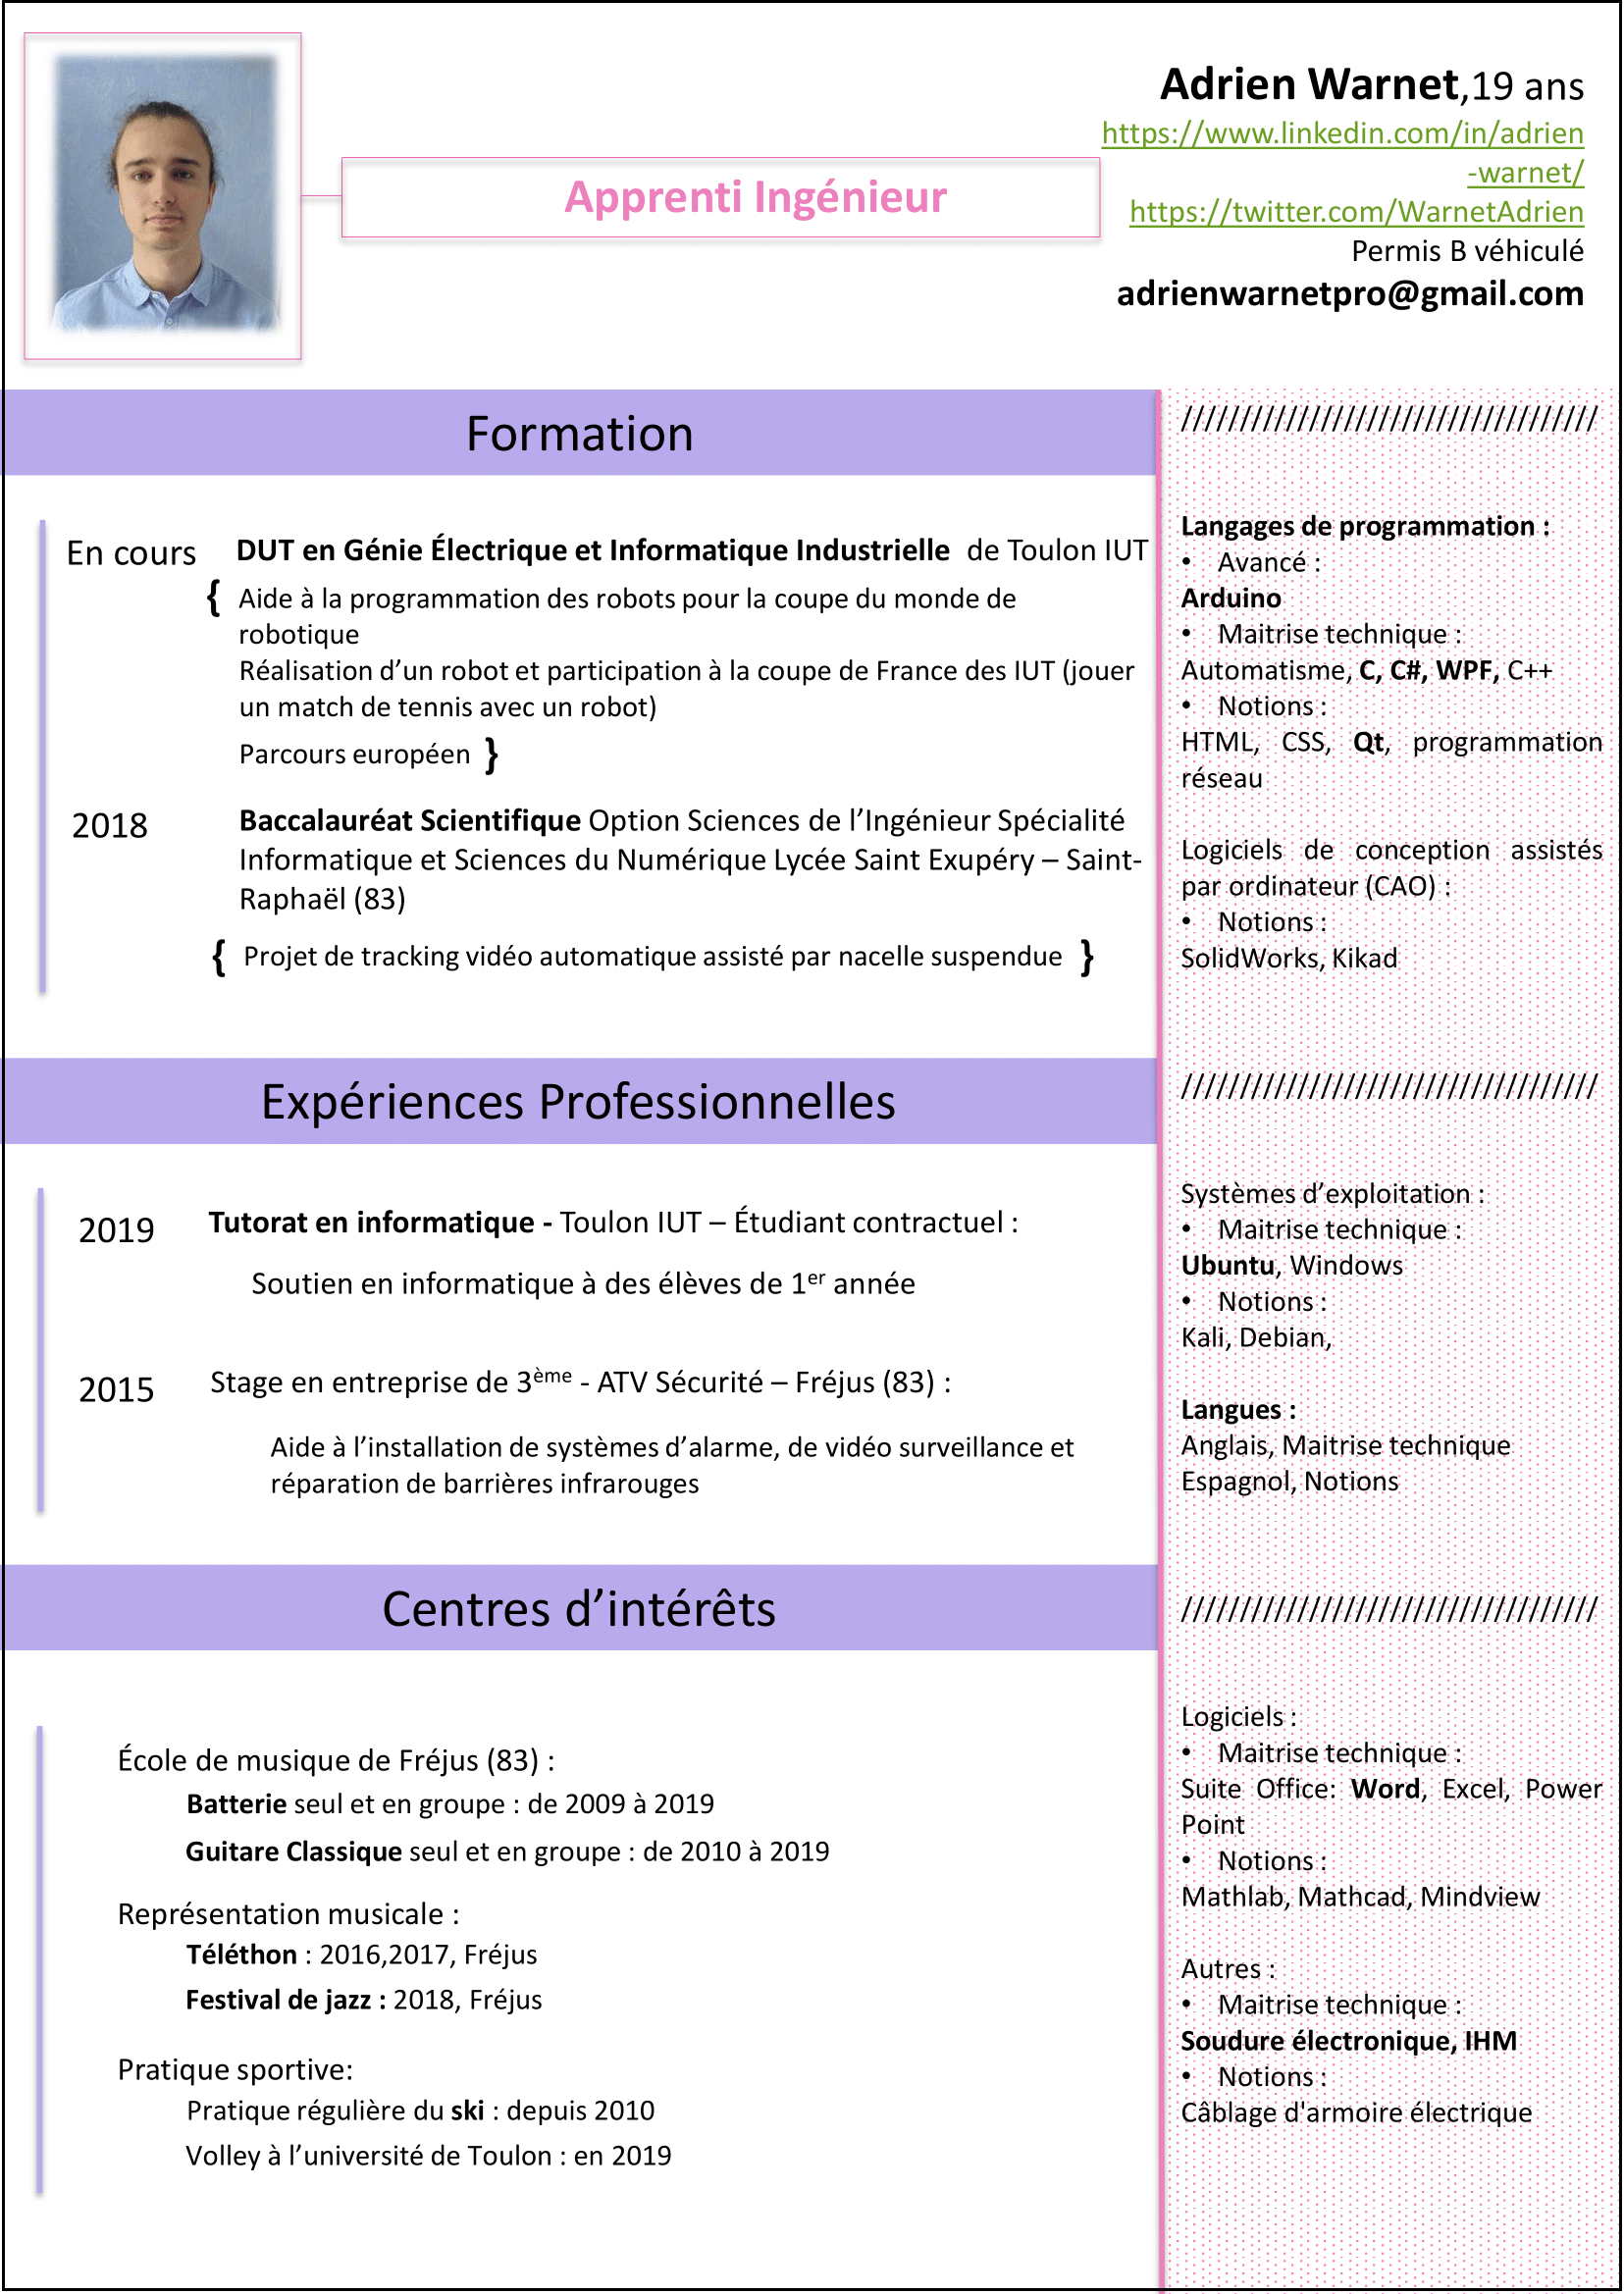 Adrien Warnet,19 ans
https://www.linkedin.com/in/adrien
-warnet/
https://twitter.com/WarnetAdrien
Permis B véhiculé
adrienwarnetpro@gmail.com
Apprenti Ingénieur
Formation
En cours DUT en Génie Électrique et Informatique Industrielle de Toulon IUT
{ Aide à la programmation des robots pour la coupe du monde de
robotique
Réalisation d’un robot et participation à la coupe de France des IUT (jouer
un match de tennis avec un robot)
Parcours européen }
2018 Baccalauréat Scientifique Option Sciences de l’Ingénieur Spécialité
Informatique et Sciences du Numérique Lycée Saint Exupéry – Saint-
Raphaël (83)
{ Projet de tracking vidéo automatique assisté par nacelle suspendue }
Expériences Professionnelles
2019 Tutorat en informatique - Toulon IUT – Étudiant contractuel :
Soutien en informatique à des élèves de 1er année
2015 Stage en entreprise de 3ème - ATV Sécurité – Fréjus (83) :
Aide à l’installation de systèmes d’alarme, de vidéo surveillance et
réparation de barrières infrarouges
Centres d’intérêts
École de musique de Fréjus (83) :
Batterie seul et en groupe : de 2009 à 2019
Guitare Classique seul et en groupe : de 2010 à 2019
Représentation musicale :
Téléthon : 2016,2017, Fréjus
Festival de jazz : 2018, Fréjus
Pratique sportive:
Pratique régulière du ski : depuis 2010
Volley à l’université de Toulon : en 2019
///////////////////////////////////
Langages de programmation :
• Avancé :
Arduino
• Maitrise technique :
Automatisme, C, C#, WPF, C++
• Notions :
HTML, CSS, Qt, programmation
réseau
Logiciels de conception assistés
par ordinateur (CAO) :
• Notions :
SolidWorks, Kikad
///////////////////////////////////
Systèmes d’exploitation :
• Maitrise technique :
Ubuntu, Windows
• Notions :
Kali, Debian,
Langues :
Anglais, Maitrise technique
Espagnol, Notions
///////////////////////////////////
Logiciels :
• Maitrise technique :
Suite Office: Word, Excel, Power
Point
• Notions :
Mathlab, Mathcad, Mindview
Autres :
• Maitrise technique :
Soudure électronique, IHM
• Notions :
Câblage d'armoire électrique